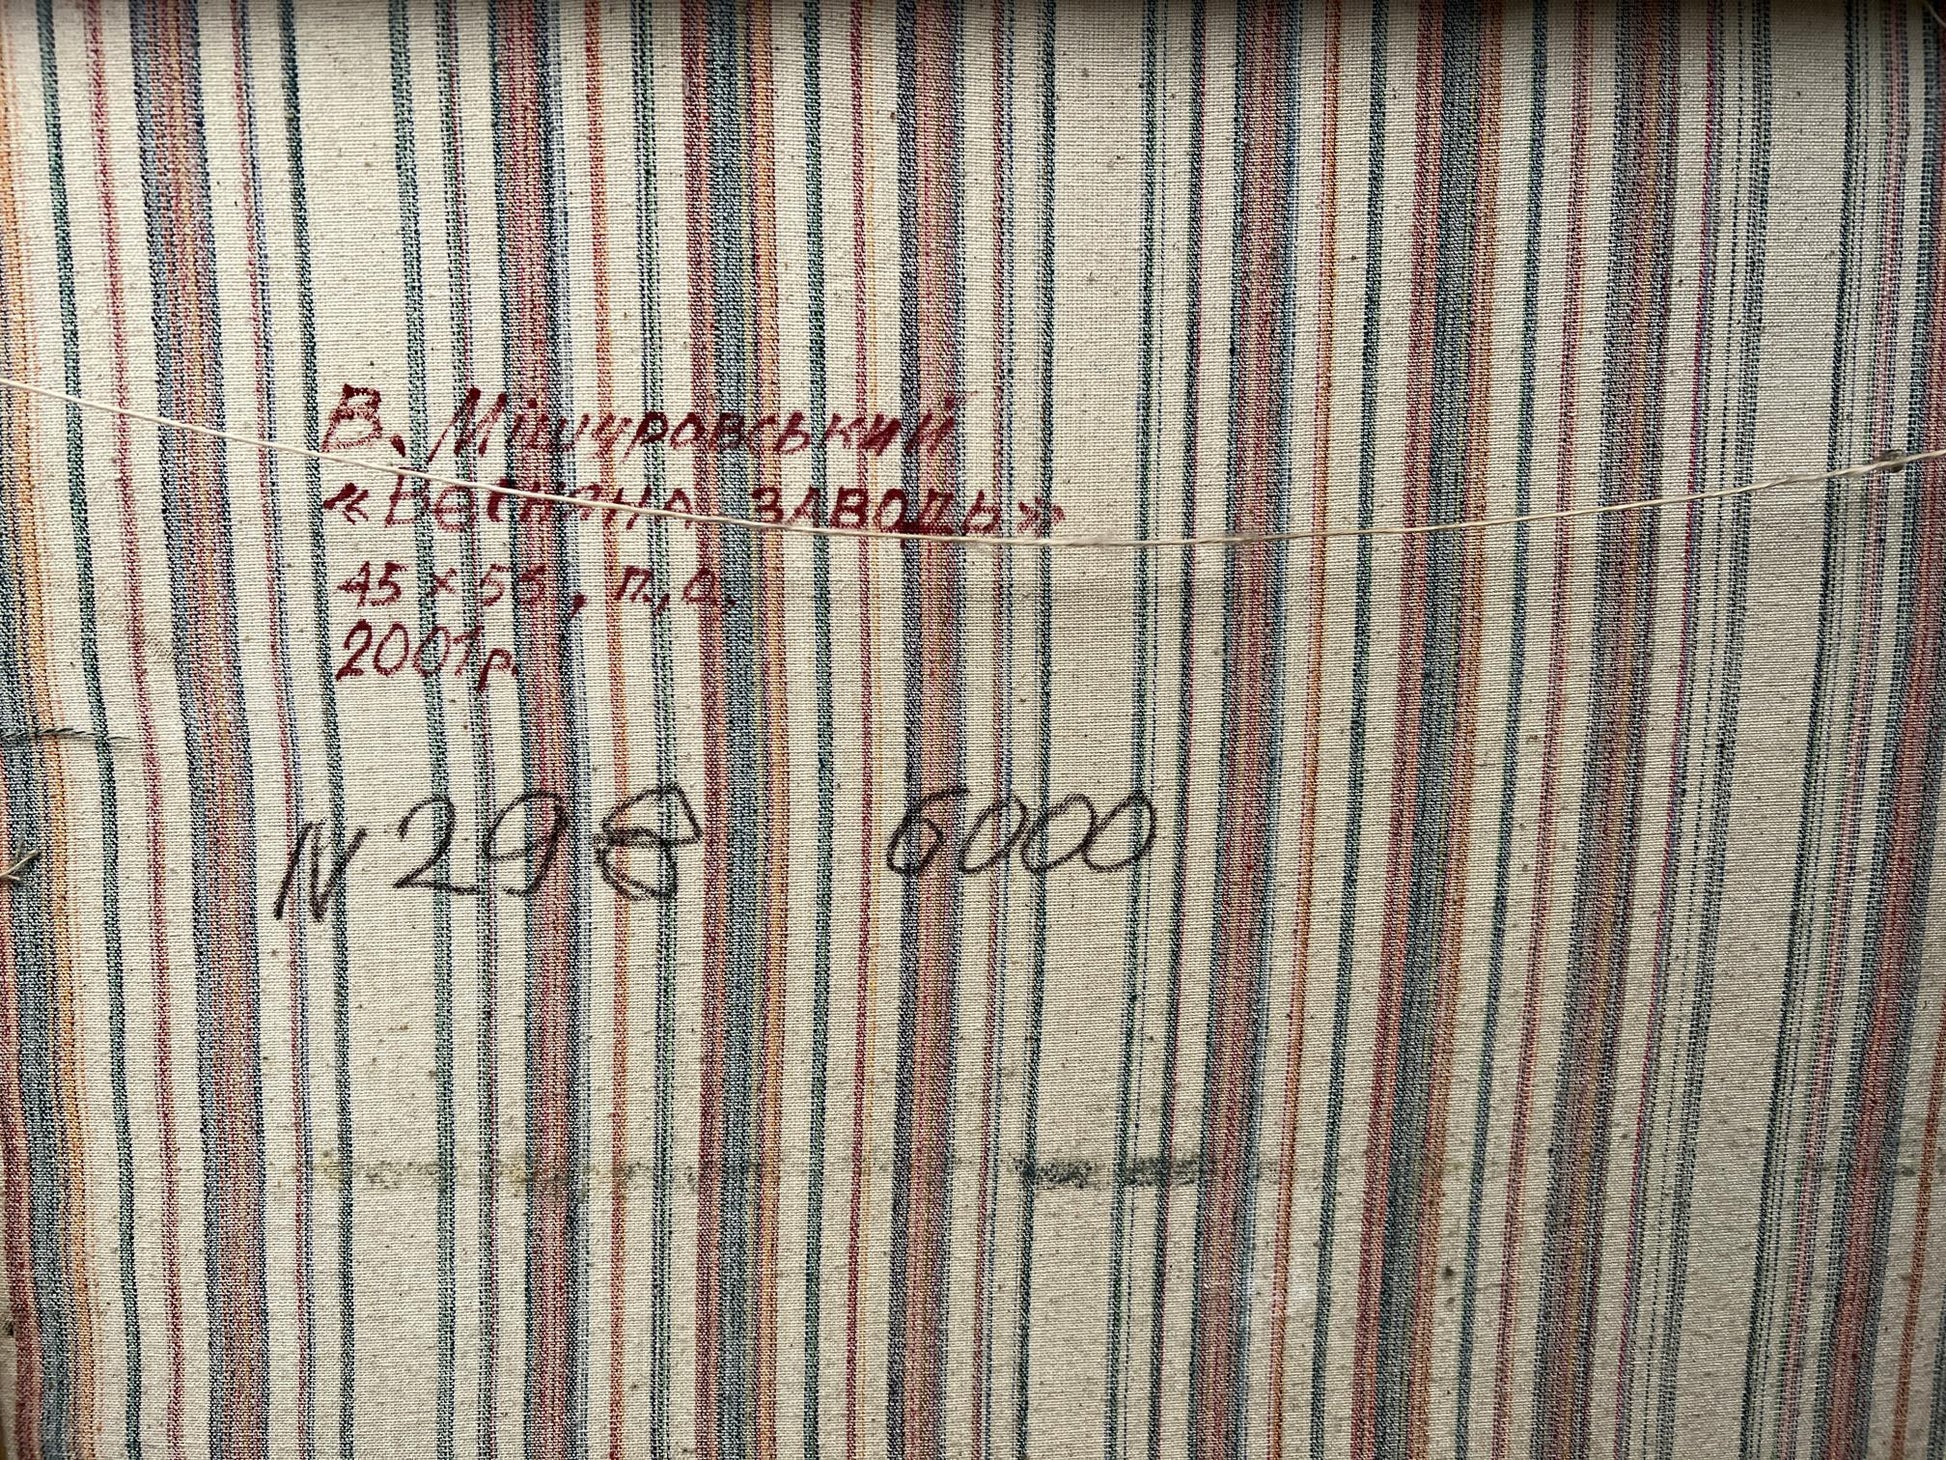 В. Мішуровський
«Весняна заводь»
45 x 55, п., о.
2001 р.
N 298 6000